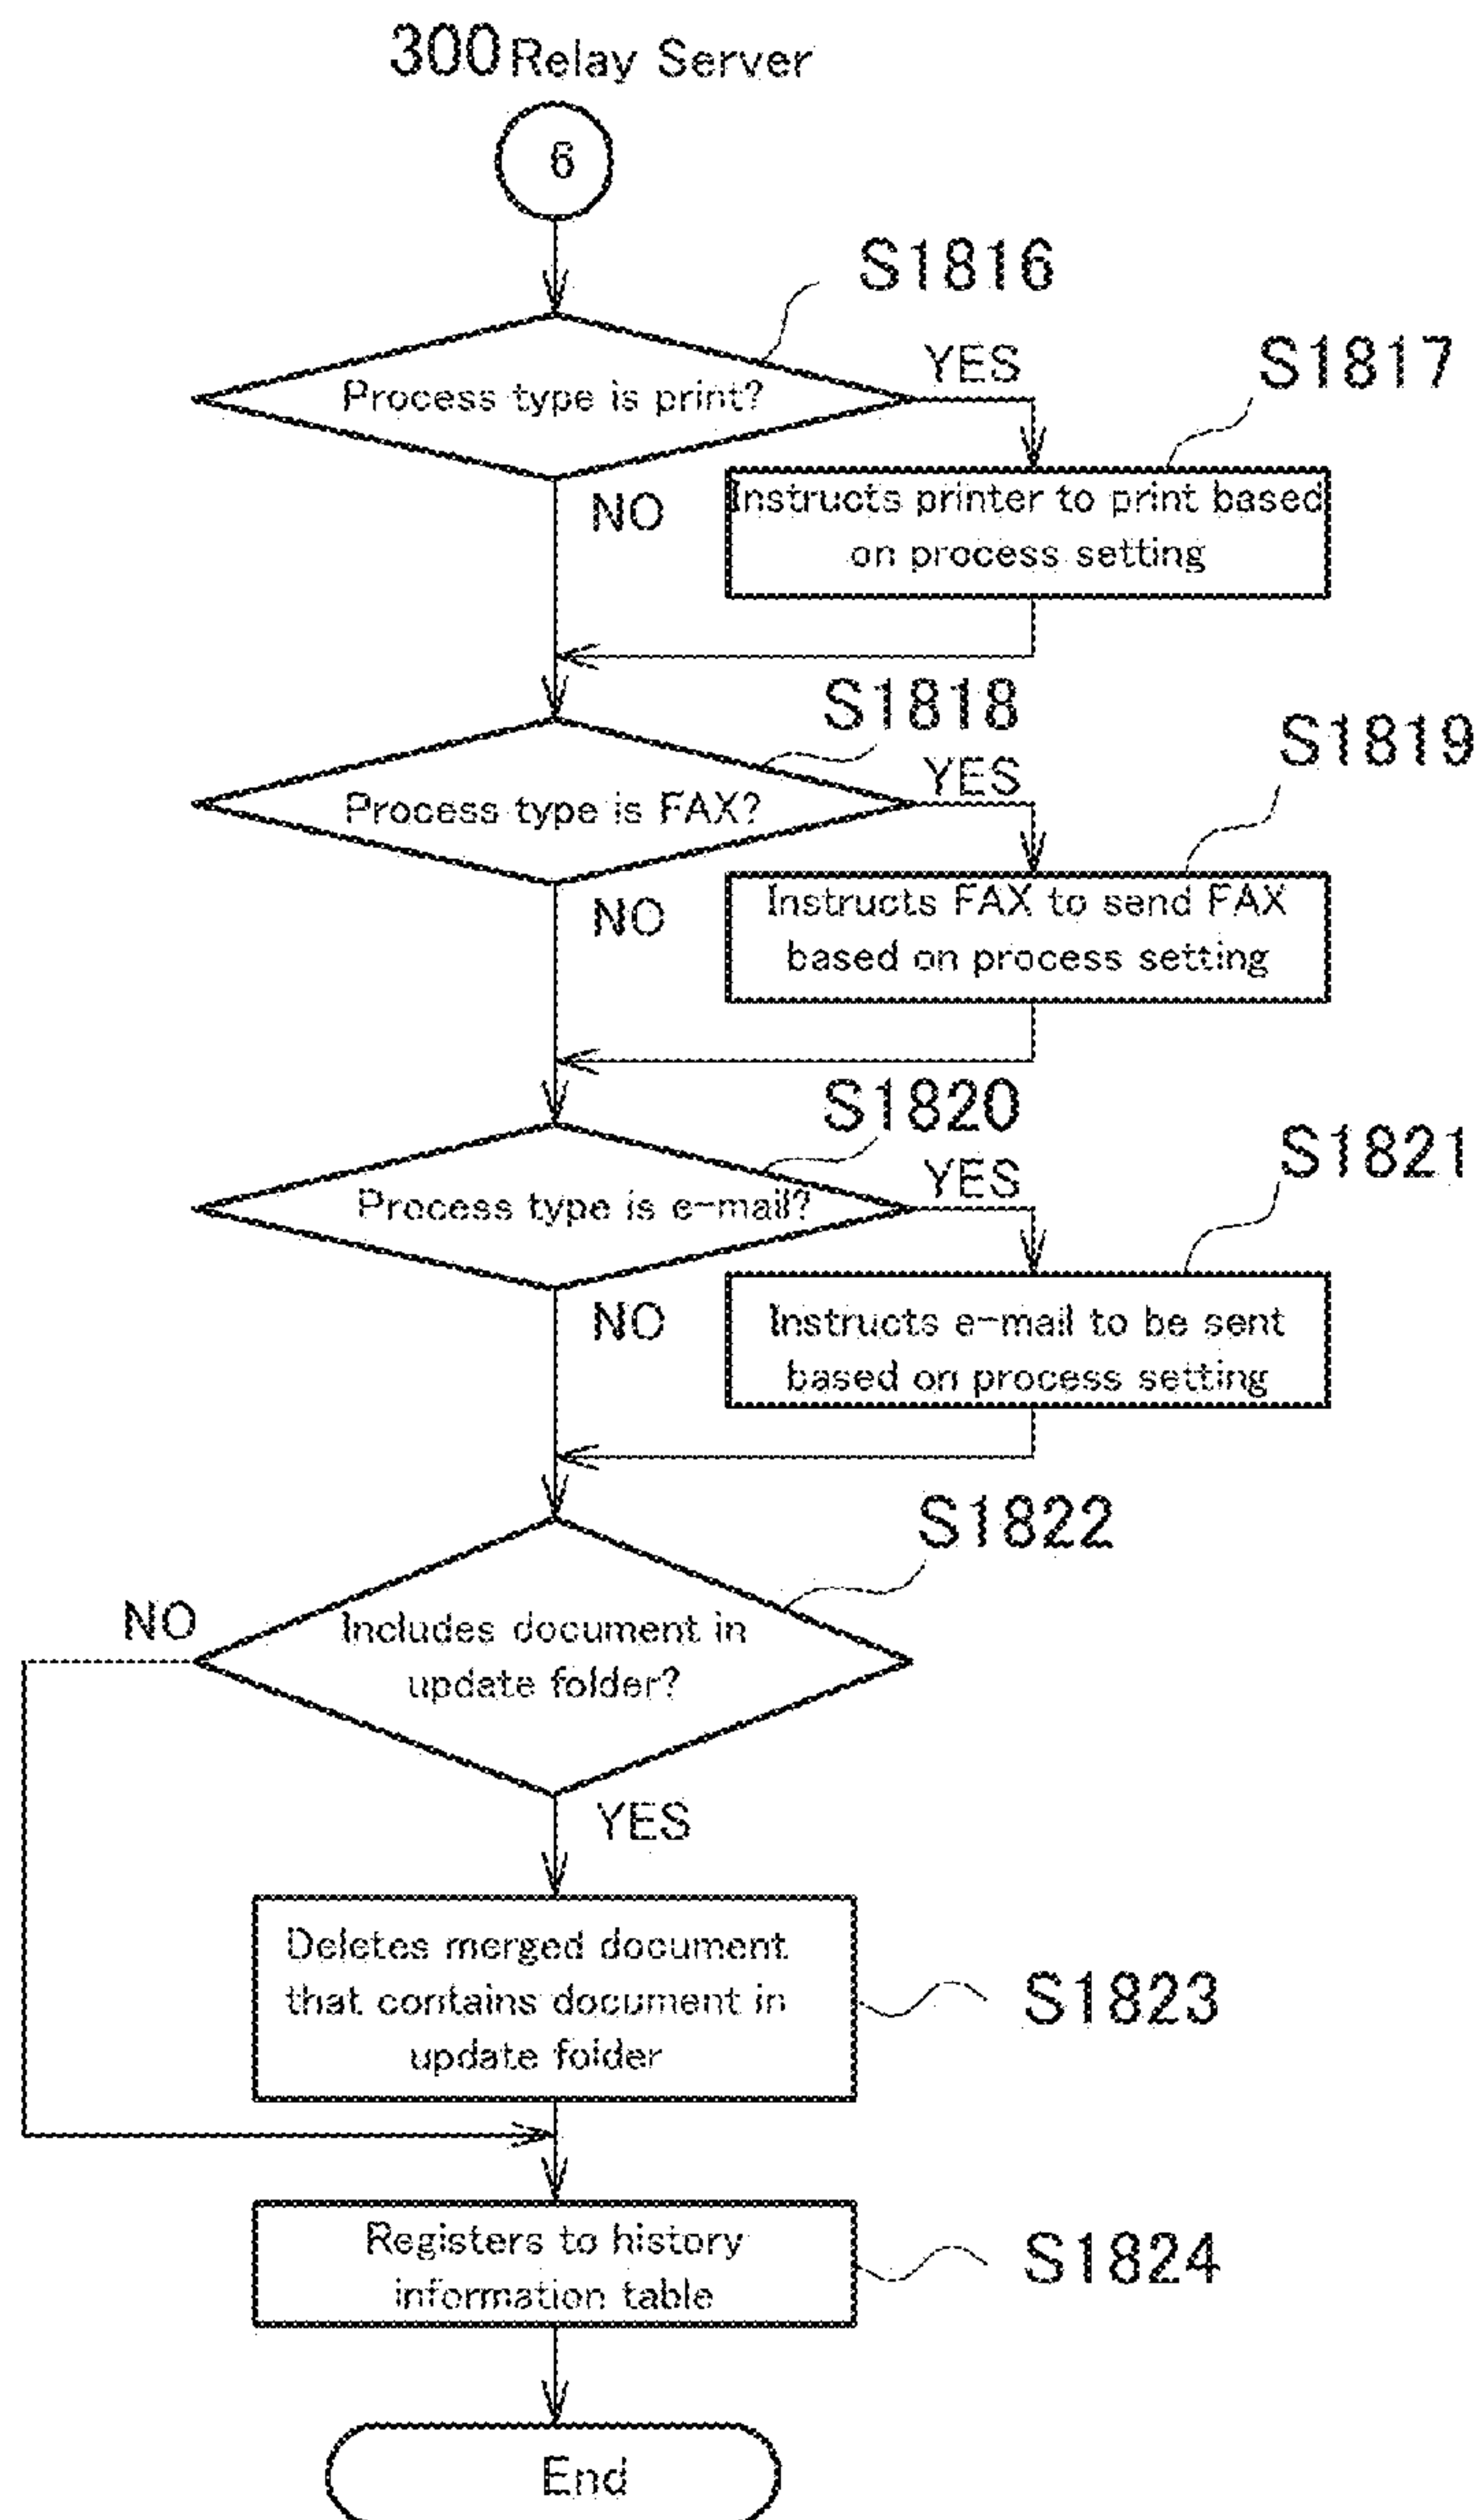 300 Relay Server
6
S1816
Process type is print?
YES
S1817
NO
Instructs printer to print based
on process setting
S1818
Process type is FAX?
YES
S1819
NO
Instructs FAX to send FAX
based on process setting
S1820
Process type is e-mail?
YES
S1821
NO
Instructs e-mail to be sent
based on process setting
S1822
NO
Includes document in
update folder?
YES
Deletes merged document
that contains document in
update folder
S1823
Registers to history
information table
S1824
End